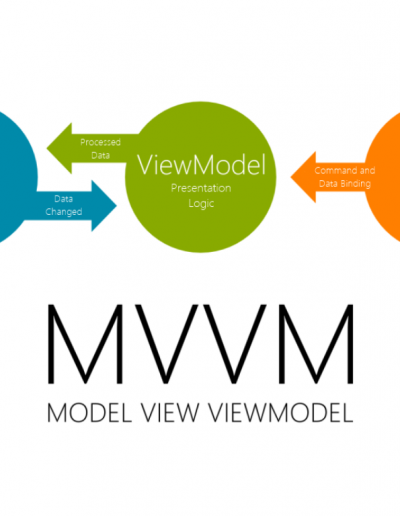 Processed
Data
ViewModel
Presentation
Logic
Command and
Data Binding
Data
Changed
MVVM
MODEL VIEW VIEWMODEL